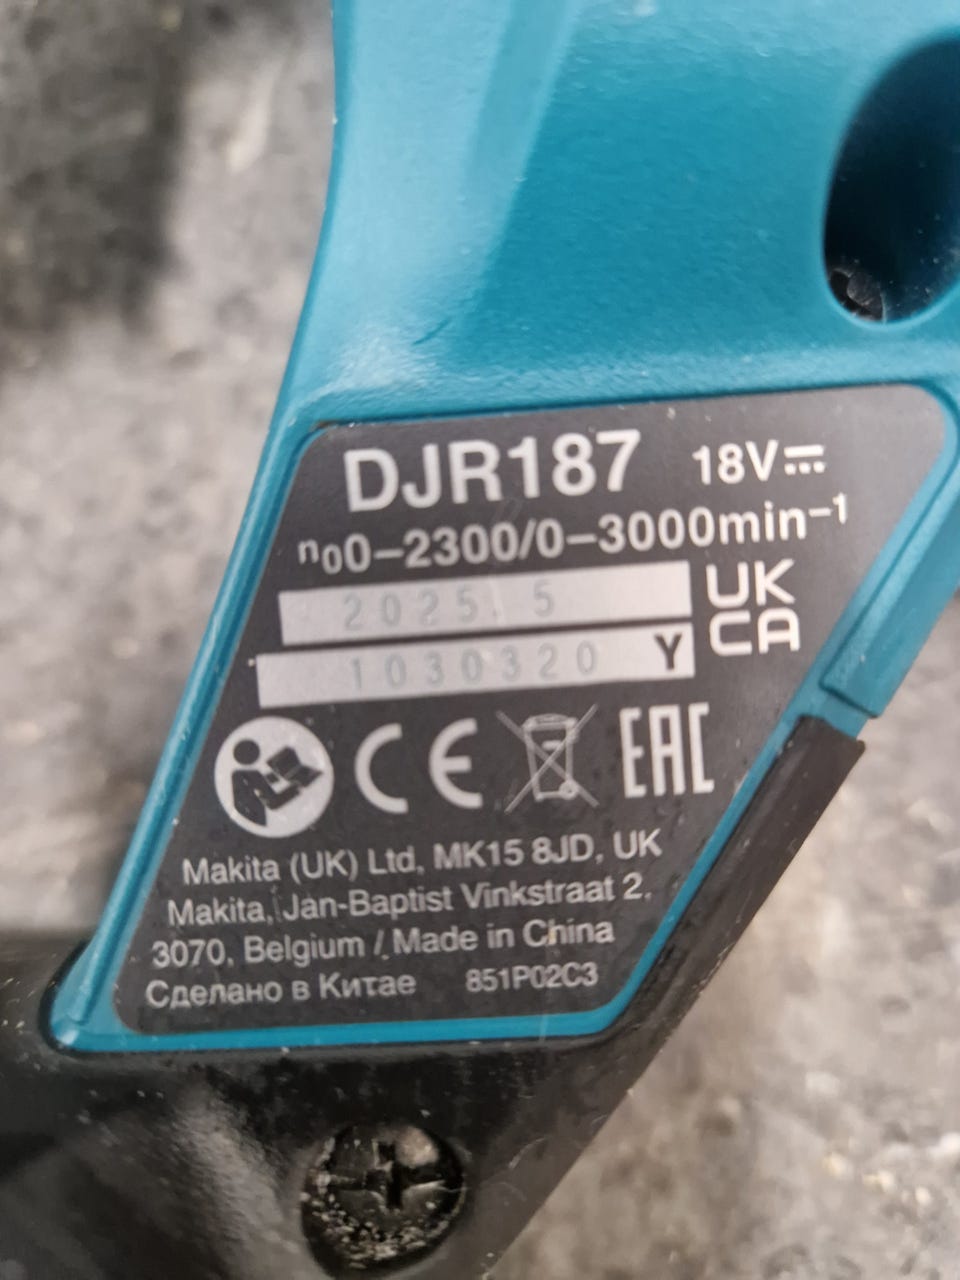 DJR187 18V
n₀0–2300/0–3000min⁻¹
2025. 5
1030320 Y
UK
CA
CE
EAC
Makita (UK) Ltd, MK15 8JD, UK
Makita, Jan-Baptist Vinkstraat 2,
3070, Belgium / Made in China
Сделано в Китае 851P02C3